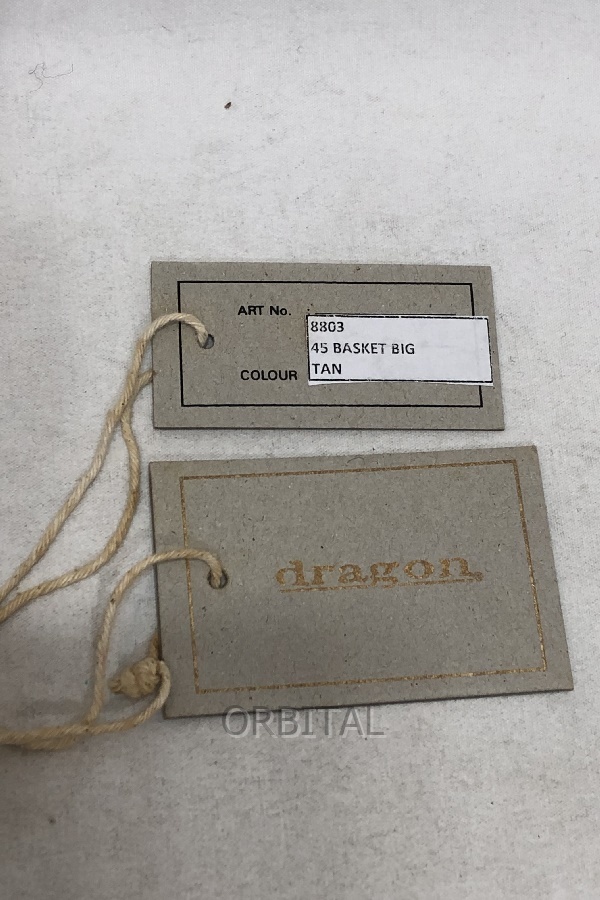 ART No.
8803
45 BASKET BIG
COLOUR TAN
dragon
ORBITAL